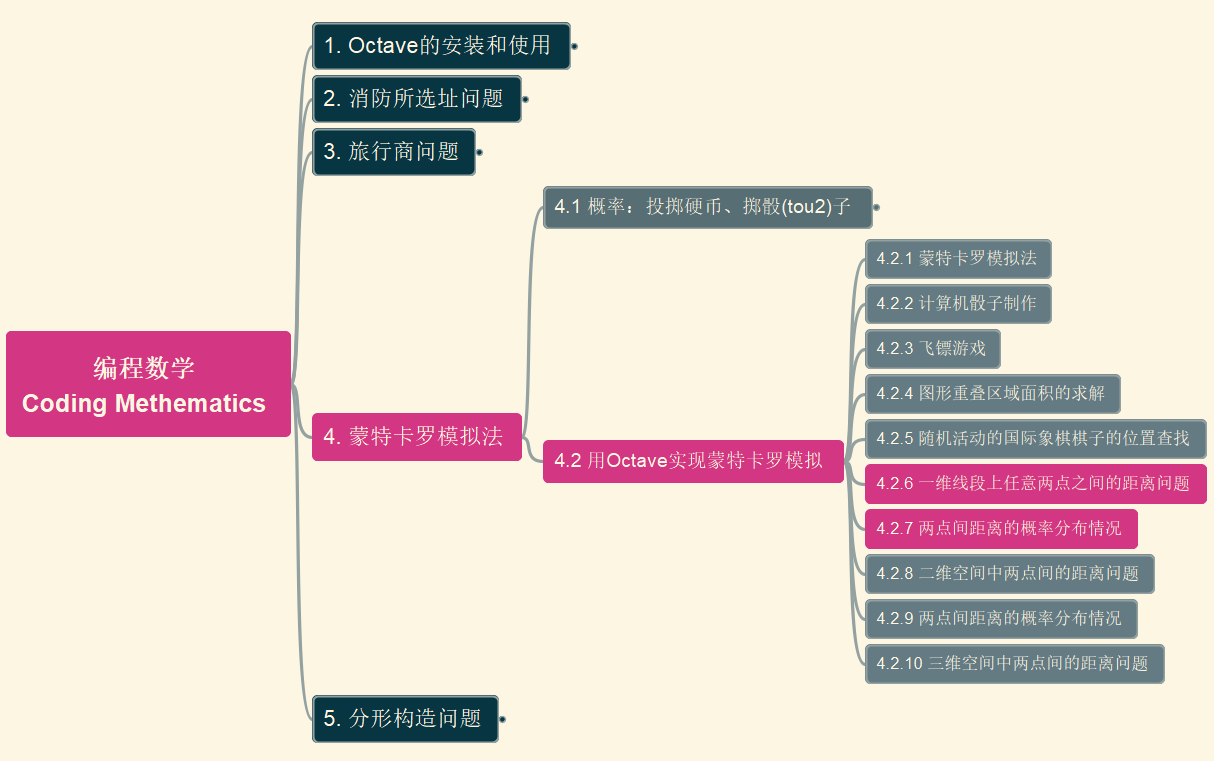 编程数学
Coding Methematics
1. Octave的安装和使用
2. 消防所选址问题
3. 旅行商问题
4. 蒙特卡罗模拟法
4.1 概率：投掷硬币、掷骰(tou2)子
4.2 用Octave实现蒙特卡罗模拟
4.2.1 蒙特卡罗模拟法
4.2.2 计算机骰子制作
4.2.3 飞镖游戏
4.2.4 图形重叠区域面积的求解
4.2.5 随机活动的国际象棋棋子的位置查找
4.2.6 一维线段上任意两点之间的距离问题
4.2.7 两点间距离的概率分布情况
4.2.8 二维空间中两点间的距离问题
4.2.9 两点间距离的概率分布情况
4.2.10 三维空间中两点间的距离问题
5. 分形构造问题